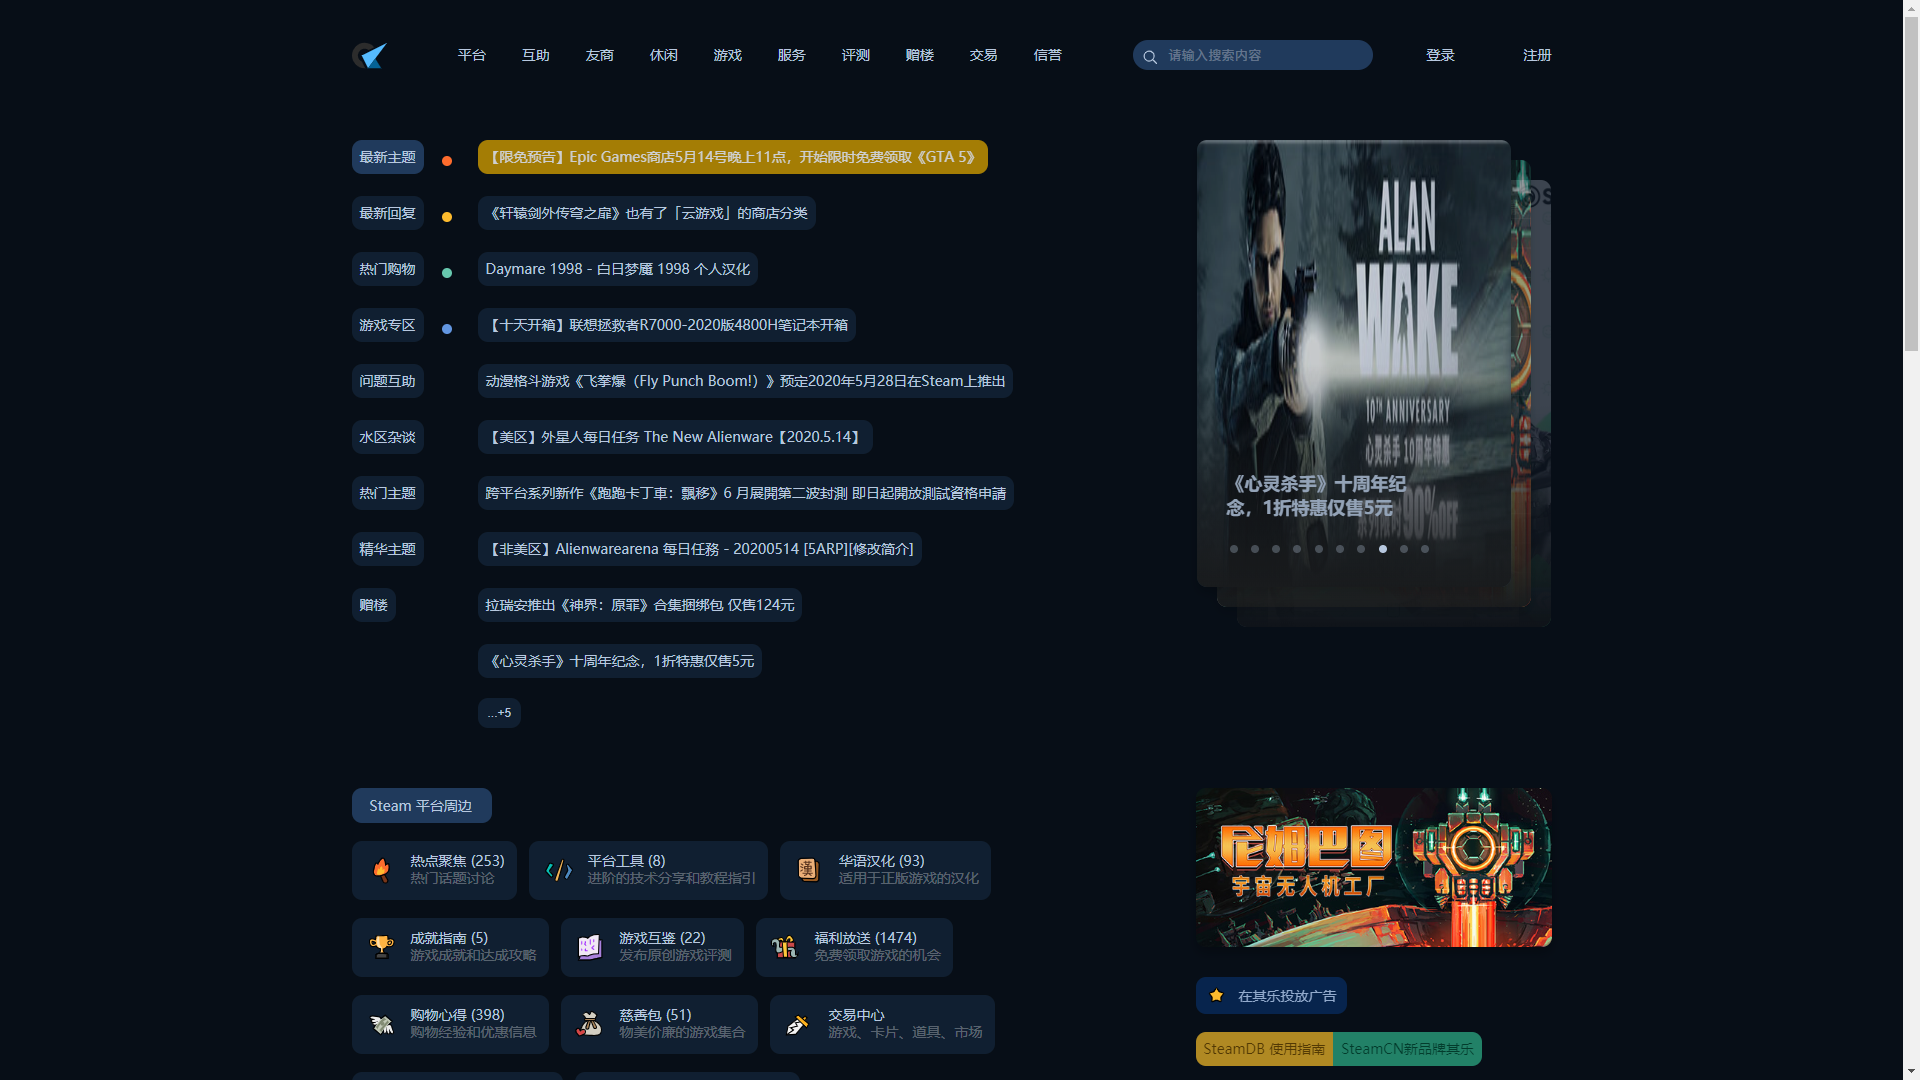 平台 互助 友商 休闲 游戏 服务 评测 赠楼 交易 信誉 请输入搜索内容 登录 注册
最新主题
最新回复
热门购物
游戏专区
问题互助
水区杂谈
热门主题
精华主题
赠楼
【限免预告】Epic Games商店5月14号晚上11点，开始限时免费领取《GTA 5》
《轩辕剑外传穹之扉》也有了「云游戏」的商店分类
Daymare 1998 - 白日梦魇 1998 个人汉化
【十天开箱】联想拯救者R7000-2020版4800H笔记本开箱
动漫格斗游戏《飞拳爆（Fly Punch Boom!）》预定2020年5月28日在Steam上推出
【美区】外星人每日任务 The New Alienware【2020.5.14】
跨平台系列新作《跑跑卡丁車：飄移》6 月展開第二波封測 即日起開放測試資格申請
【非美区】Alienwarearena 每日任務 - 20200514 [5ARP][修改简介]
拉瑞安推出《神界：原罪》合集捆绑包 仅售124元
《心灵杀手》十周年纪念，1折特惠仅售5元
...+5
ALAN
WAKE
10TH ANNIVERSARY
心灵杀手 10周年特惠
90%OFF
《心灵杀手》十周年纪
念，1折特惠仅售5元
Steam 平台周边
热点聚焦 (253)
热门话题讨论
平台工具 (8)
进阶的技术分享和教程指引
华语汉化 (93)
适用于正版游戏的汉化
漢
成就指南 (5)
游戏成就和达成攻略
游戏互鉴 (22)
发布原创游戏评测
福利放送 (1474)
免费领取游戏的机会
购物心得 (398)
购物经验和优惠信息
慈善包 (51)
物美价廉的游戏集合
交易中心
游戏、卡片、道具、市场
尼姆巴图
宇宙无人机工厂
在其乐投放广告
SteamDB 使用指南
SteamCN新品牌其乐